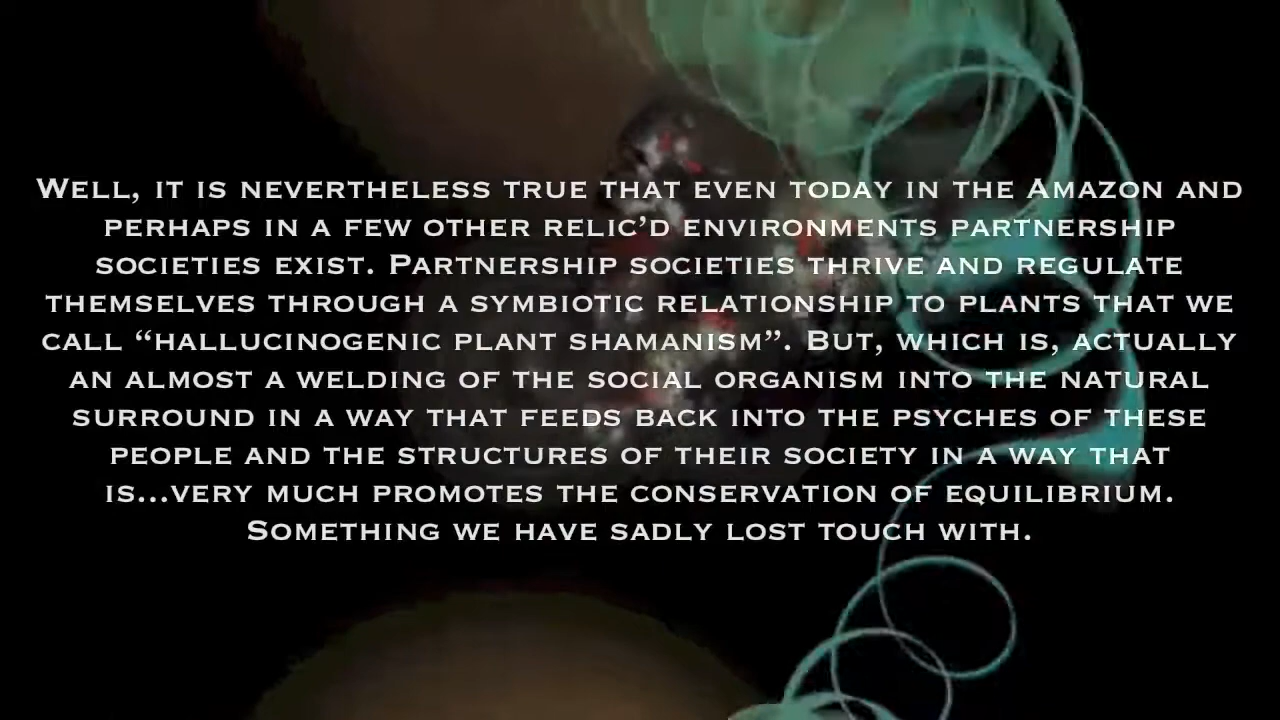 Well, it is nevertheless true that even today in the Amazon and
perhaps in a few other relic’d environments partnership
societies exist. Partnership societies thrive and regulate
themselves through a symbiotic relationship to plants that we
call “hallucinogenic plant shamanism”. But, which is, actually
an almost a welding of the social organism into the natural
surround in a way that feeds back into the psyches of these
people and the structures of their society in a way that
is...very much promotes the conservation of equilibrium.
Something we have sadly lost touch with.